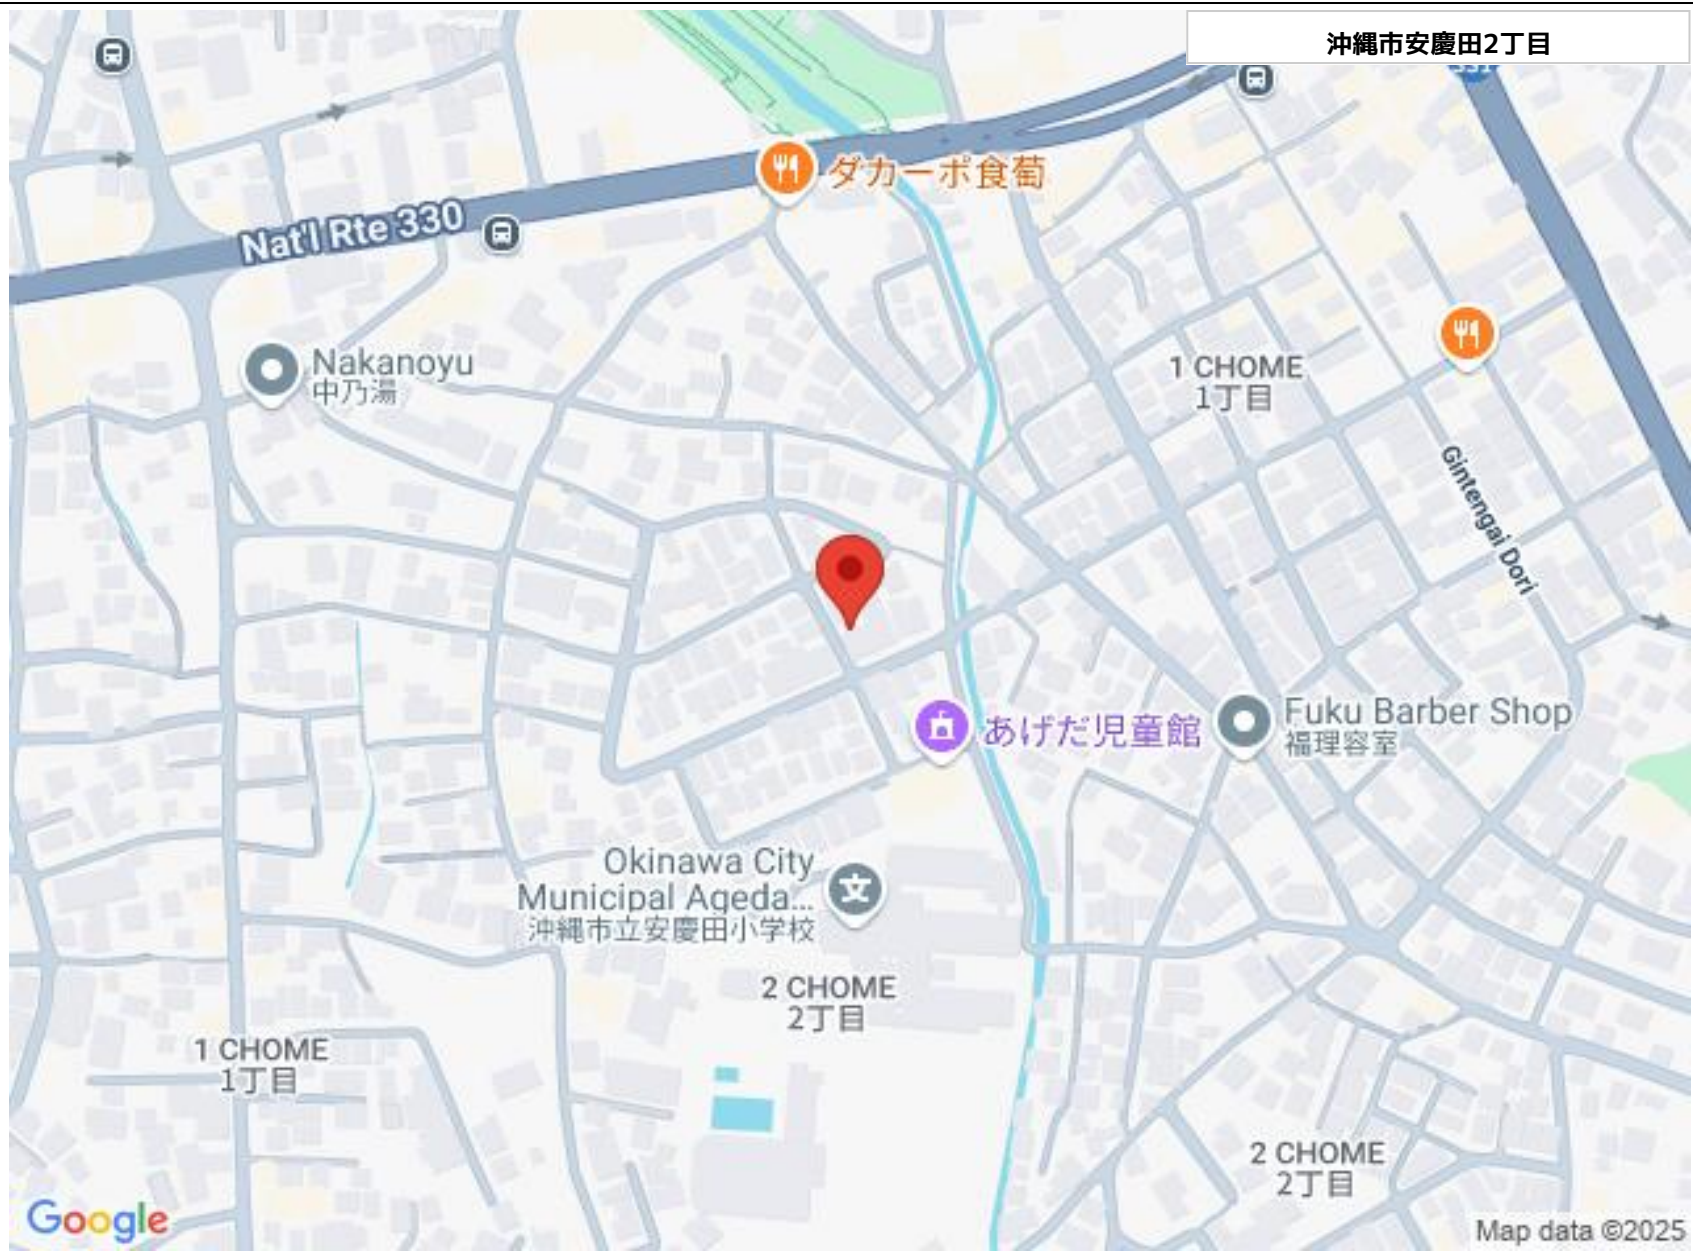 沖縄市安慶田2丁目
331
ダカーポ食萄
Nat'l Rte 330
Nakanoyu
中乃湯
1 CHOME
1丁目
Gintengai Dori
あげだ児童館
Fuku Barber Shop
福理容室
Okinawa City
Municipal Ageda...
沖縄市立安慶田小学校
文
2 CHOME
2丁目
1 CHOME
1丁目
2 CHOME
2丁目
Google
Map data ©2025